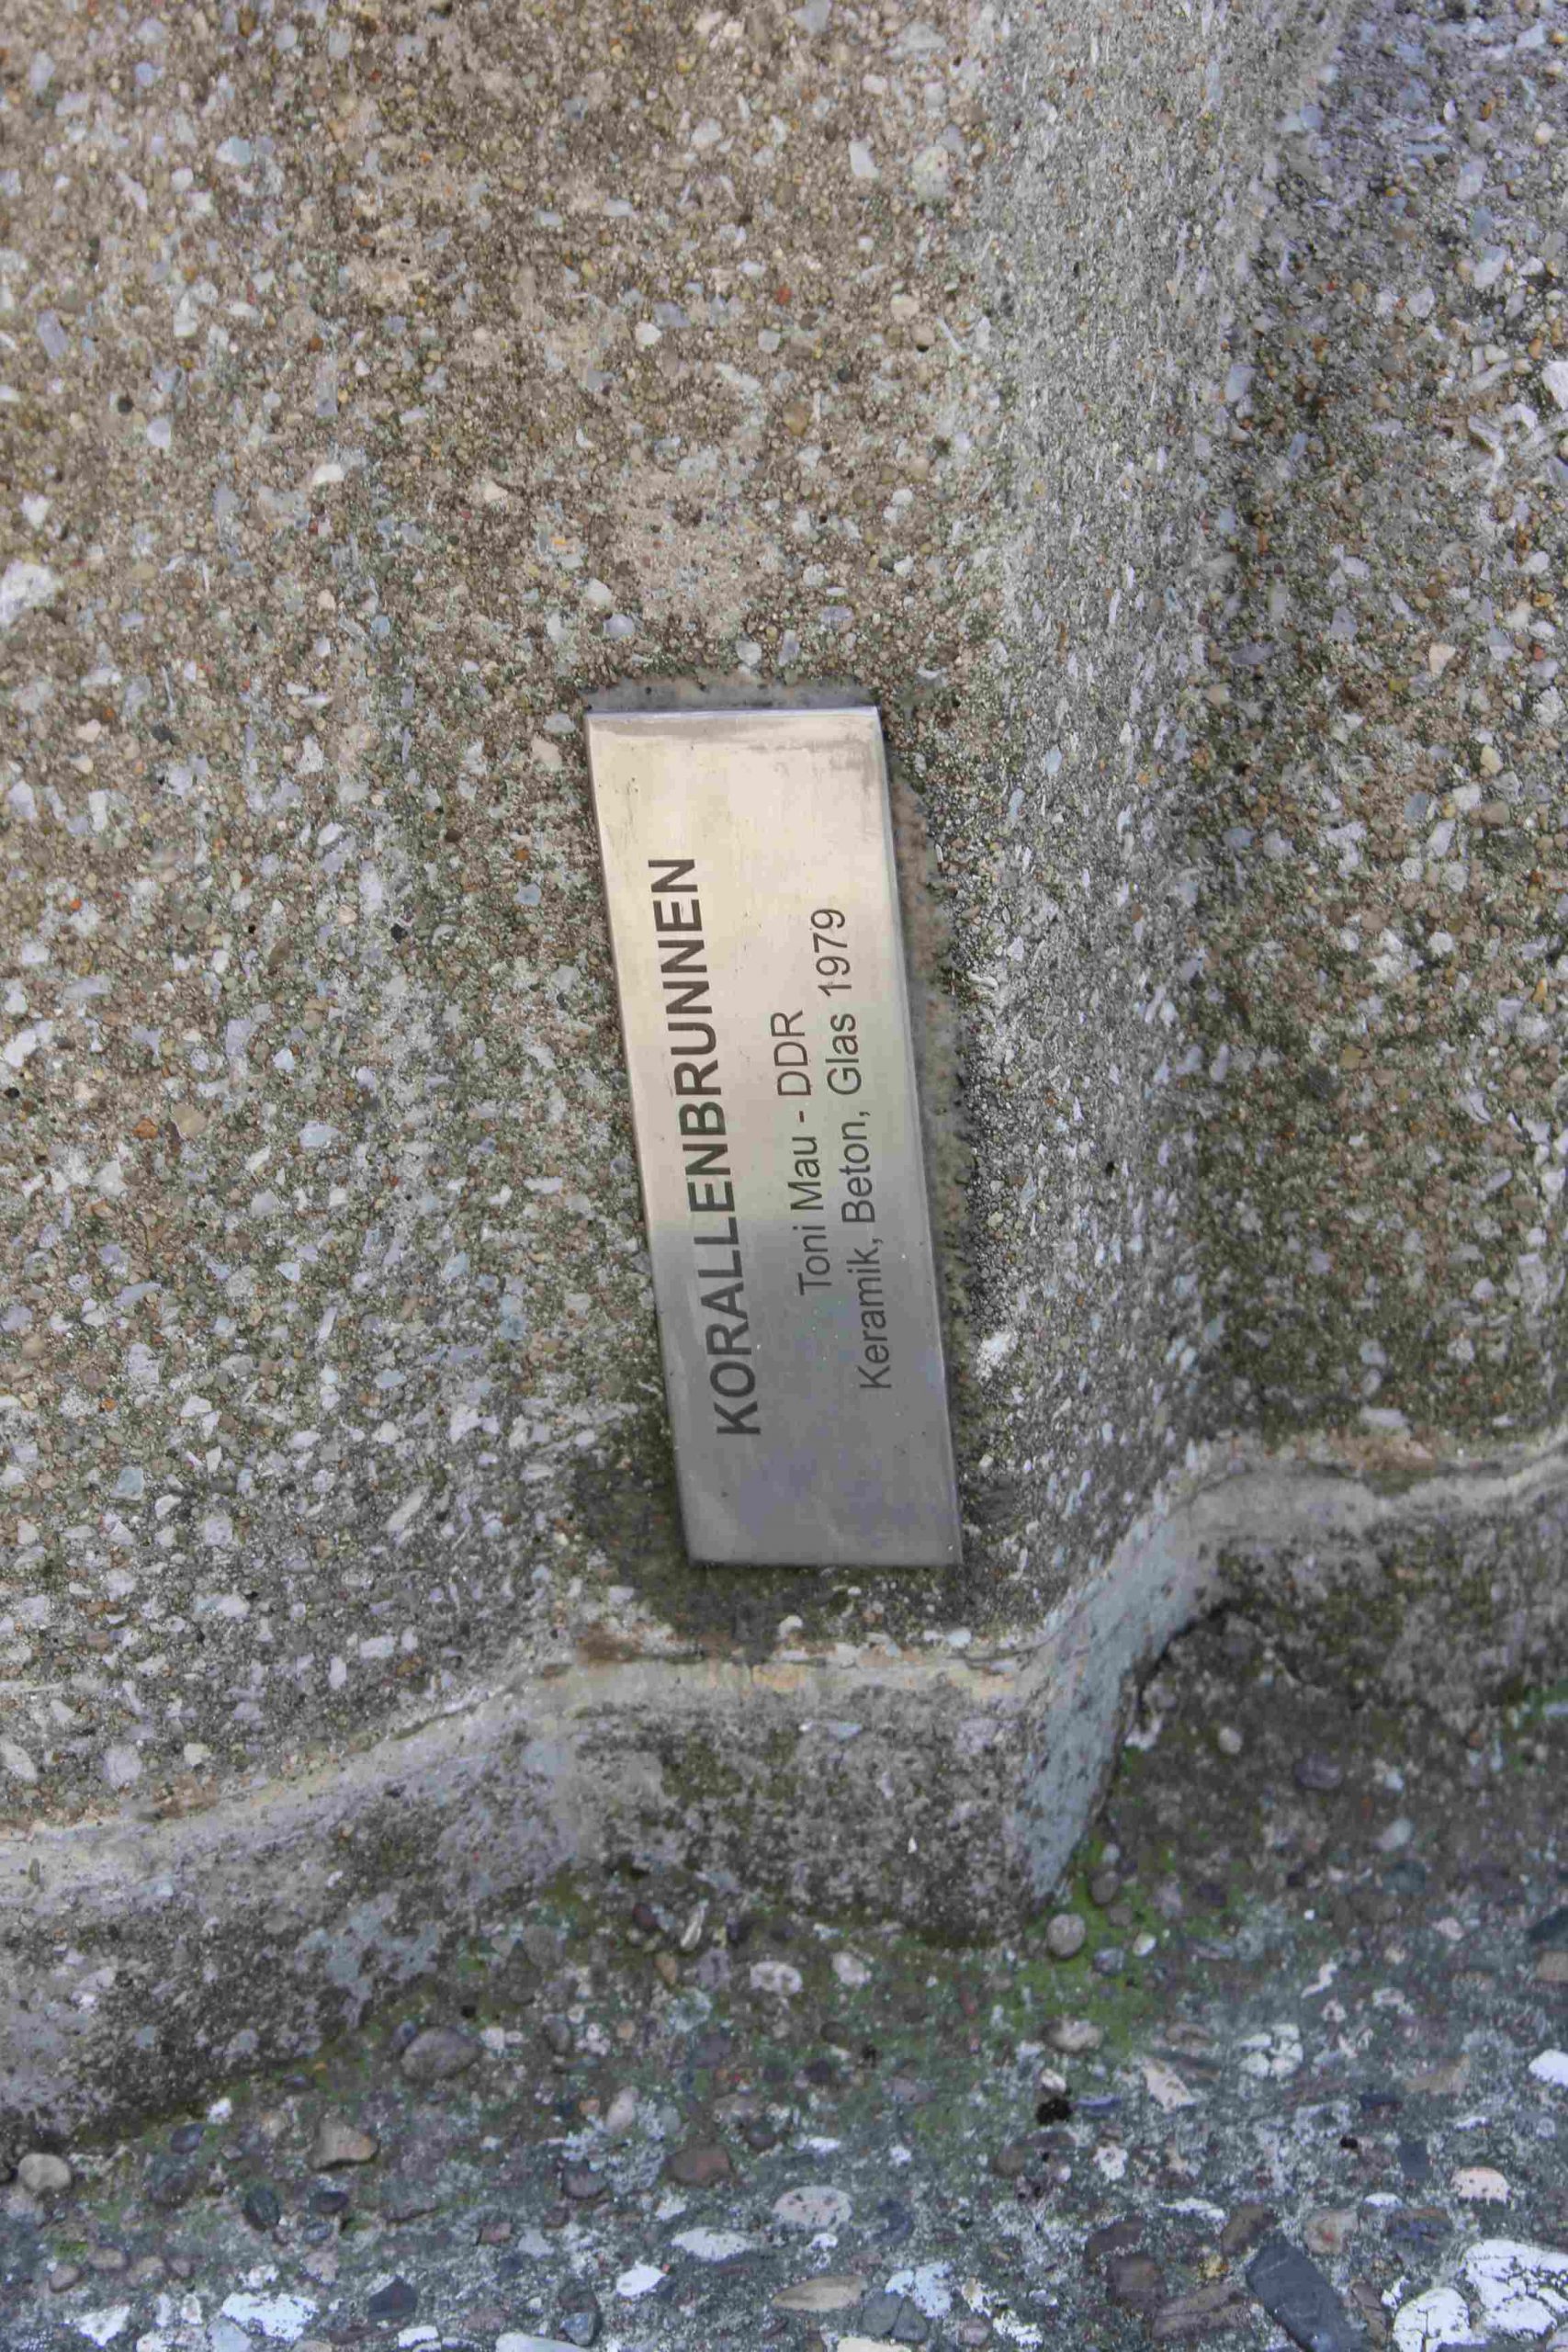 KORALLENBRUNNEN
Toni Mau - DDR
Keramik, Beton, Glas 1979